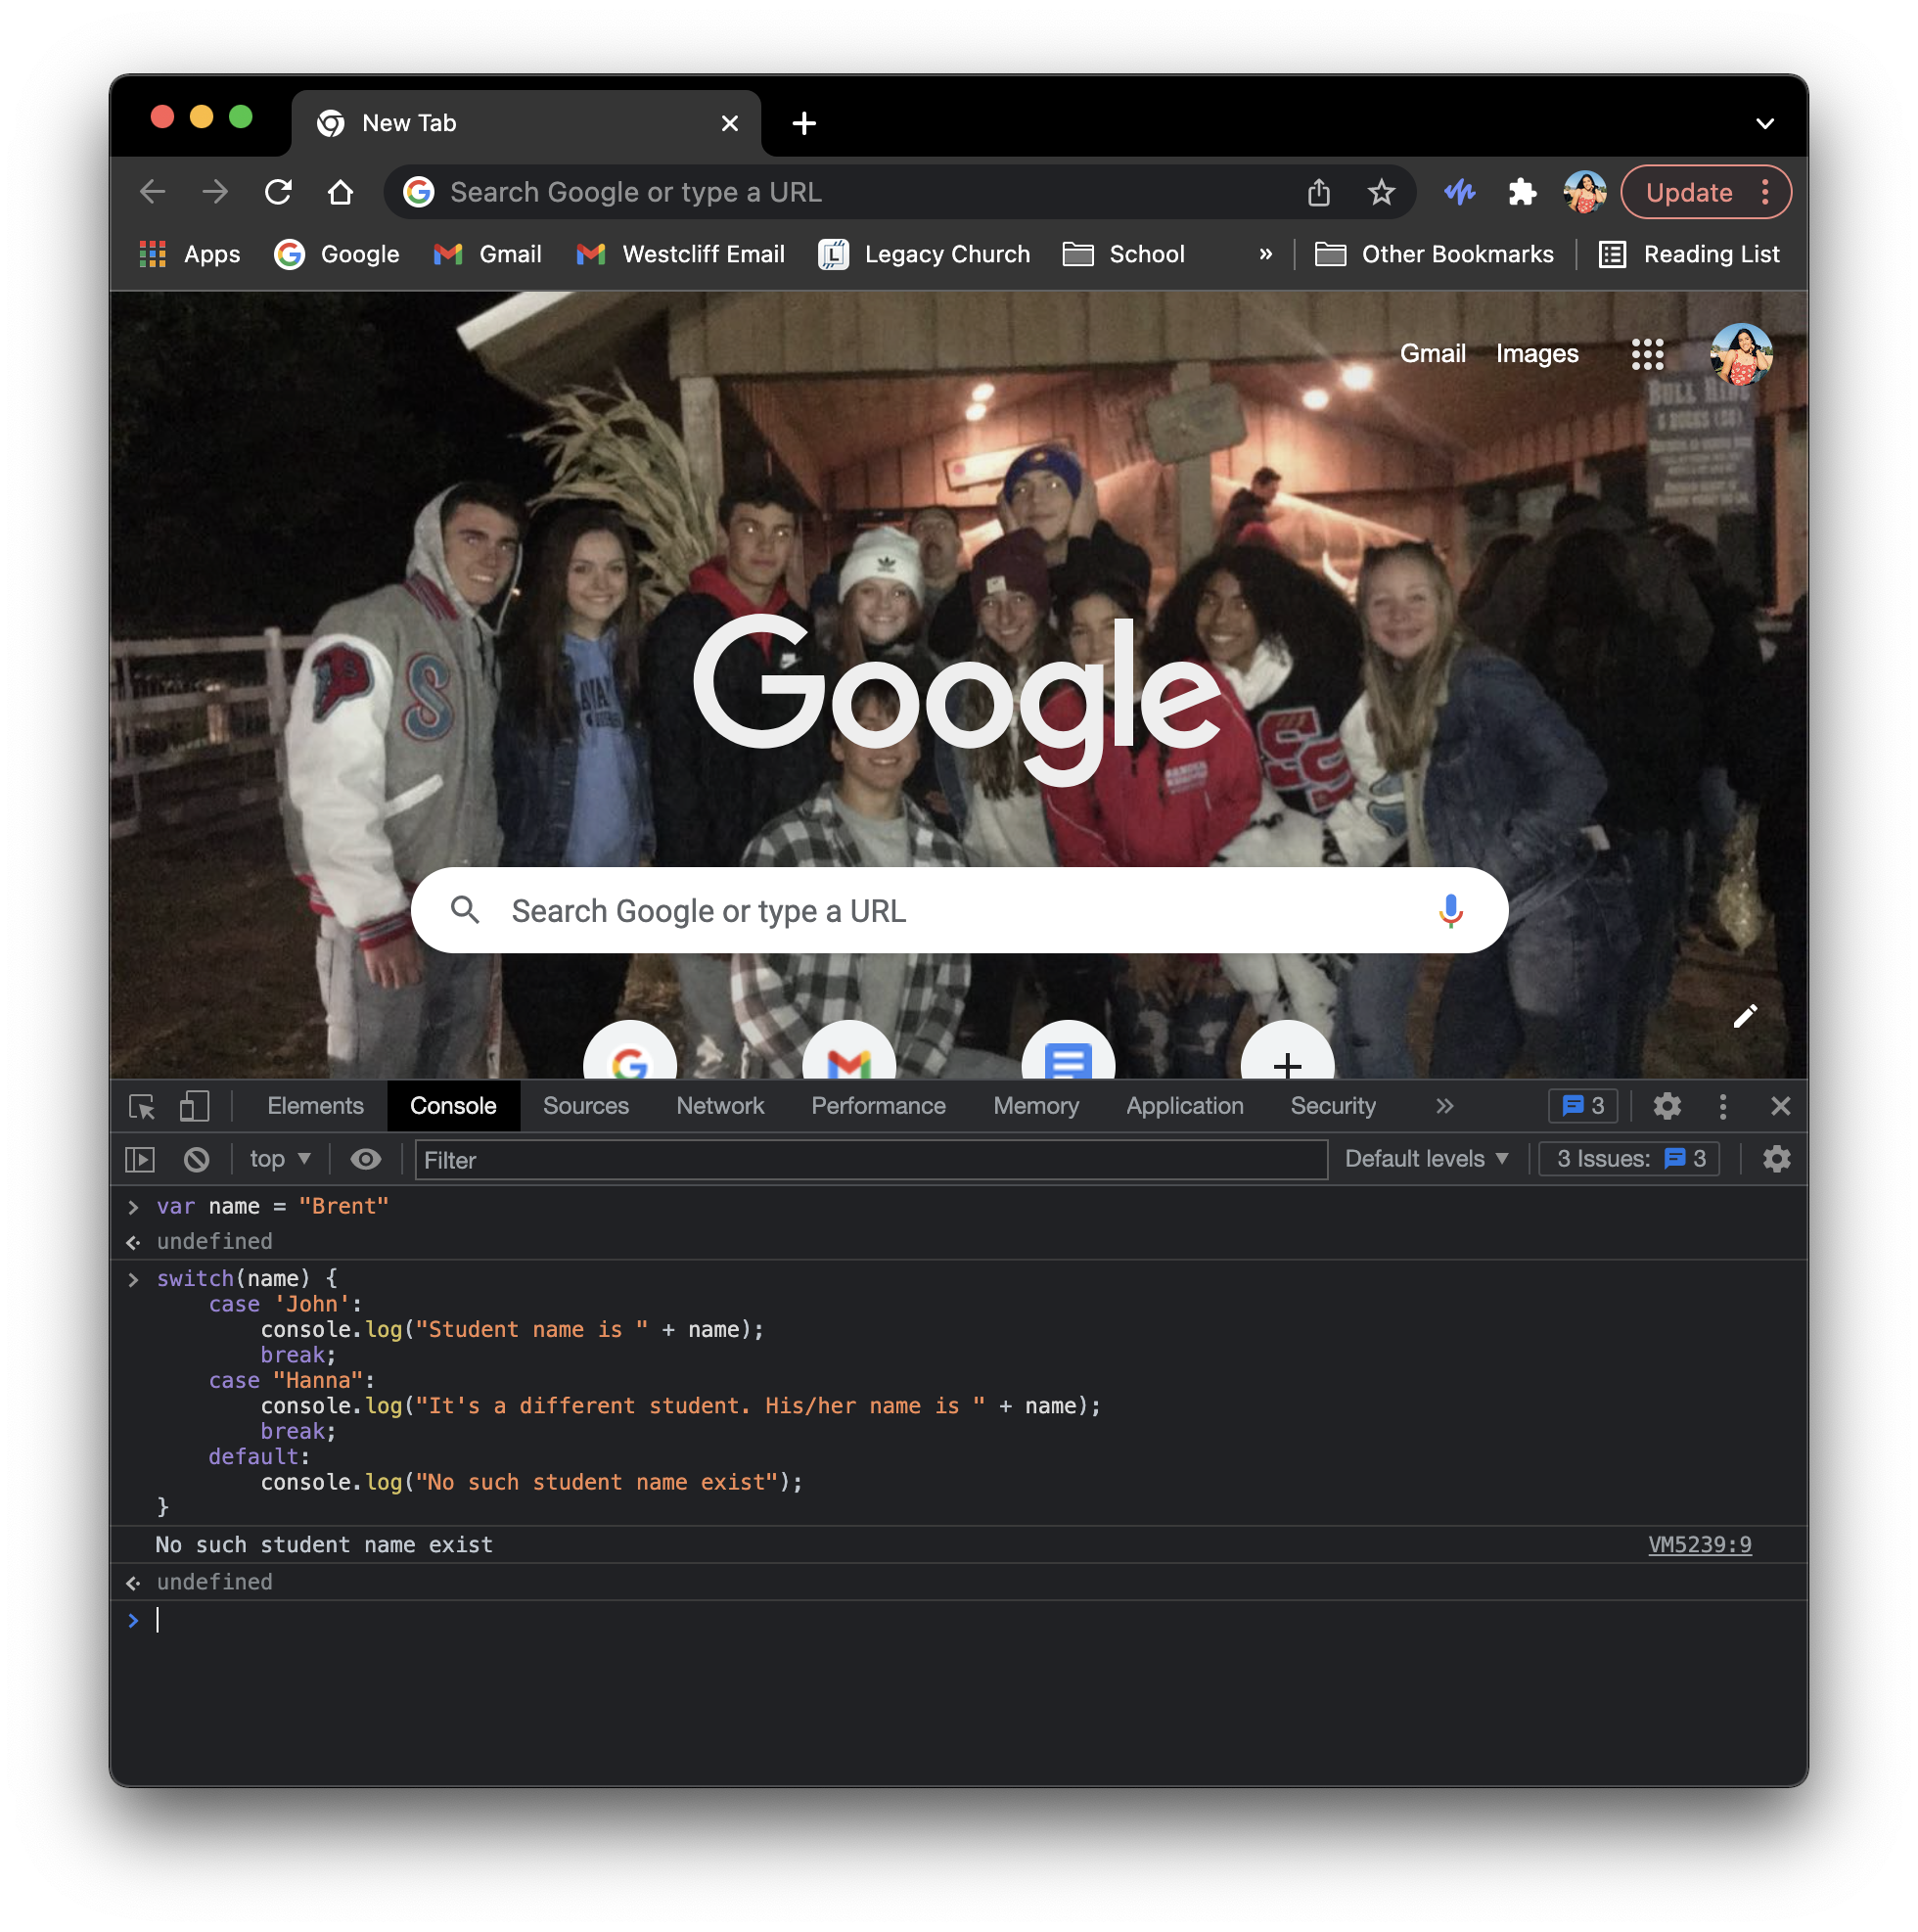 New Tab
Search Google or type a URL
Update
Apps Google Gmail Westcliff Email Legacy Church School » Other Bookmarks Reading List
Gmail Images
BULL RIDE
5 BUCKS
S
S
Google
Search Google or type a URL
Elements Console Sources Network Performance Memory Application Security » 3
top Filter Default levels 3 Issues: 3
var name = "Brent"
undefined
switch(name) {
case 'John':
console.log("Student name is " + name);
break;
case "Hanna":
console.log("It's a different student. His/her name is " + name);
break;
default:
console.log("No such student name exist");
}
No such student name exist VM5239:9
undefined